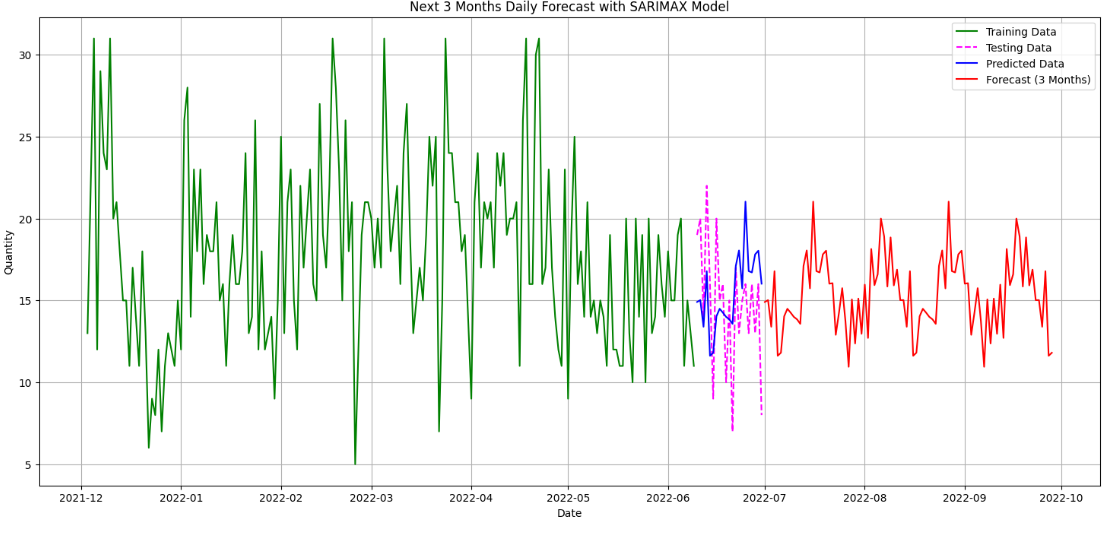 Next 3 Months Daily Forecast with SARIMAX Model
Training Data
Testing Data
Predicted Data
Forecast (3 Months)
Quantity
30
25
20
15
10
5
2021-12 2022-01 2022-02 2022-03 2022-04 2022-05 2022-06 2022-07 2022-08 2022-09 2022-10
Date